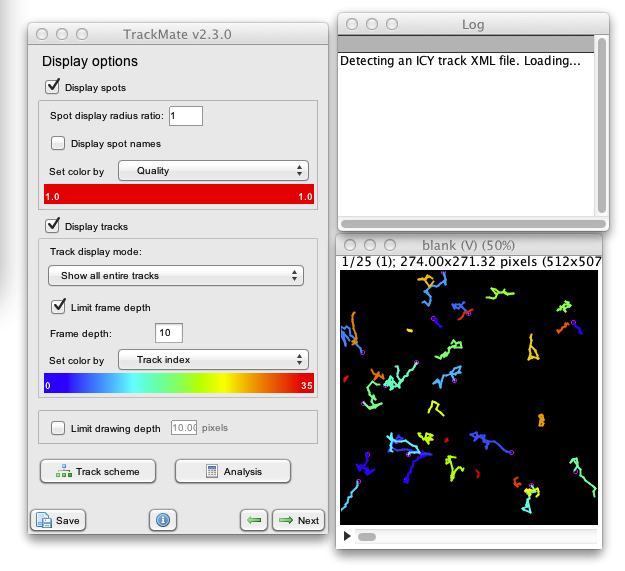 TrackMate v2.3.0
Display options
Display spots
Spot display radius ratio: 1
Display spot names
Set color by Quality
1.0 1.0
Display tracks
Track display mode:
Show all entire tracks
Limit frame depth
Frame depth: 10
Set color by Track index
0 35
Limit drawing depth 10.00 pixels
Track scheme Analysis
Save Next
Log
Detecting an ICY track XML file. Loading...
blank (V) (50%)
1/25 (1); 274.00x271.32 pixels (512x507